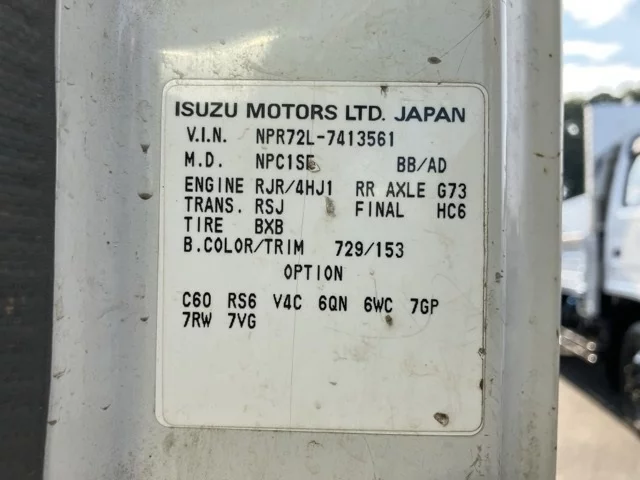 ISUZU MOTORS LTD. JAPAN
V.I.N. NPR72L-7413561
M.D. NPC1SF BB/AD
ENGINE RJR/4HJ1 RR AXLE G73
TRANS. RSJ FINAL HC6
TIRE BXB
B.COLOR/TRIM 729/153
OPTION
C60 RS6 V4C 6QN 6WC 7GP
7RW 7VG